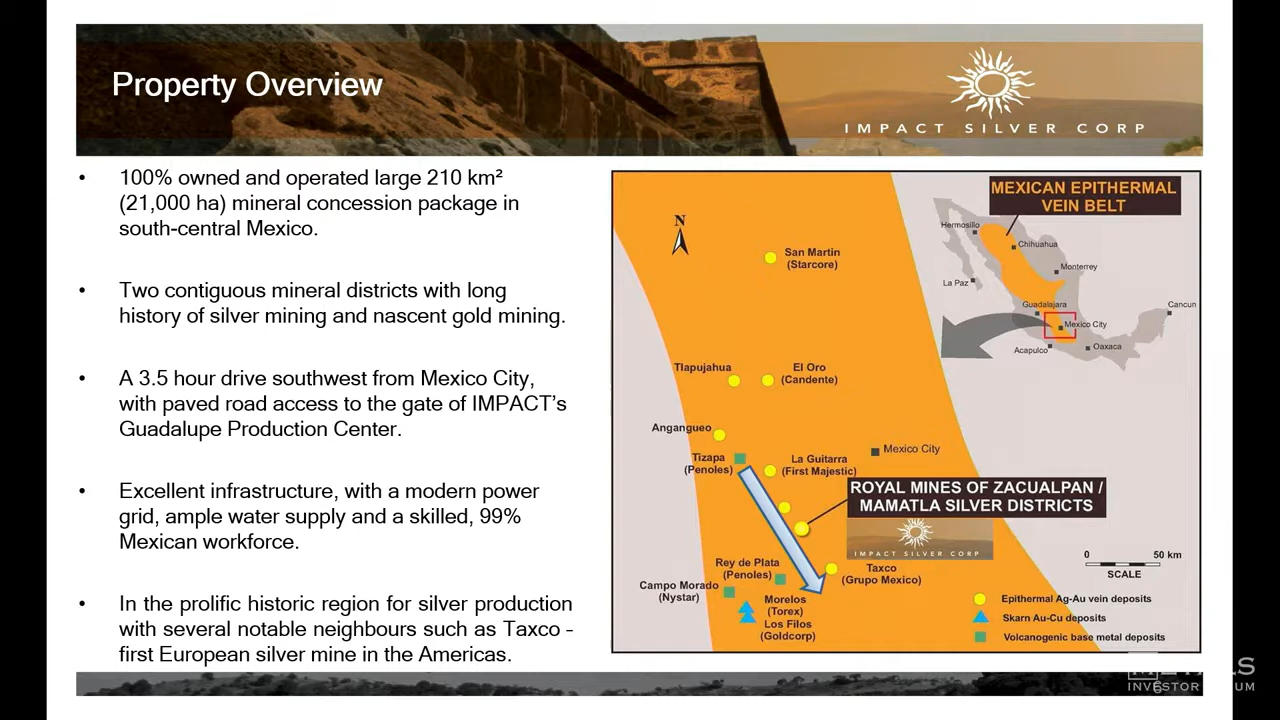 Property Overview
IMPACT SILVER CORP
• 100% owned and operated large 210 km²
(21,000 ha) mineral concession package in
south-central Mexico.
• Two contiguous mineral districts with long
history of silver mining and nascent gold mining.
• A 3.5 hour drive southwest from Mexico City,
with paved road access to the gate of IMPACT’s
Guadalupe Production Center.
• Excellent infrastructure, with a modern power
grid, ample water supply and a skilled, 99%
Mexican workforce.
• In the prolific historic region for silver production
with several notable neighbours such as Taxco -
first European silver mine in the Americas.
MEXICAN EPITHERMAL
VEIN BELT
N
Hermosillo
Chihuahua
Monterrey
La Paz
Guadalajara
Cancun
Mexico City
Acapulco
Oaxaca
San Martin
(Starcore)
Tlapujahua
El Oro
(Candente)
Angangueo
Tizapa
(Penoles)
La Guitarra
(First Majestic)
Mexico City
ROYAL MINES OF ZACUALPAN /
MAMATLA SILVER DISTRICTS
IMPACT SILVER CORP
Rey de Plata
(Penoles)
Taxco
(Grupo Mexico)
Campo Morado
(Nystar)
Morelos
(Torex)
Los Filos
(Goldcorp)
0 50 km
SCALE
Epithermal Ag-Au vein deposits
Skarn Au-Cu deposits
Volcanogenic base metal deposits
6